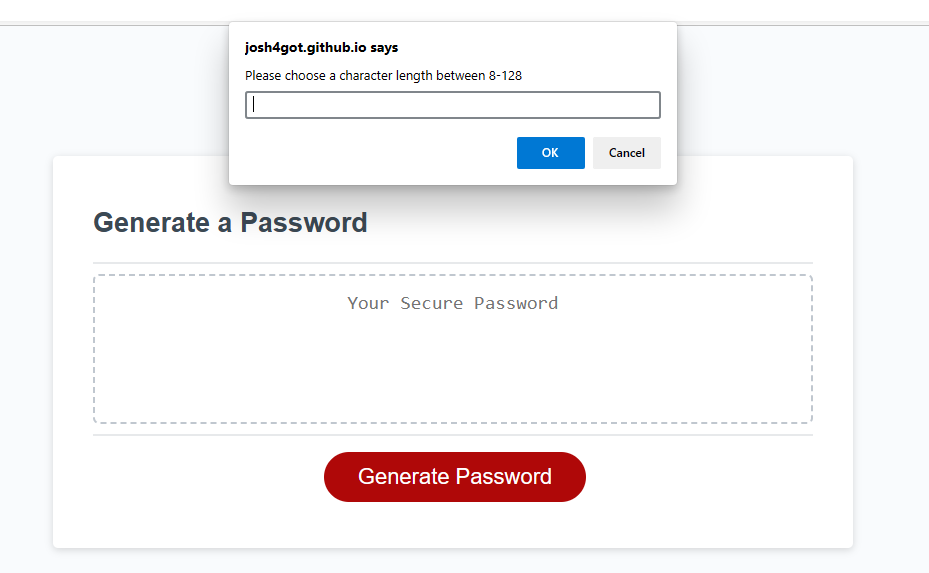 josh4got.github.io says
Please choose a character length between 8-128
OK
Cancel
Generate a Password
Your Secure Password
Generate Password